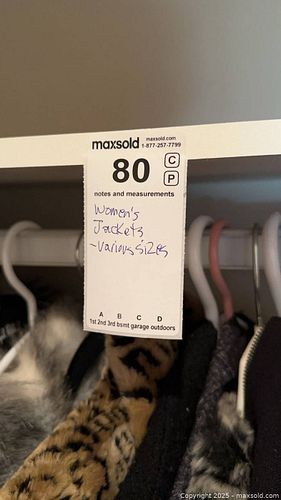 maxsold maxsold.com
1-877-257-7799
80 C
P
notes and measurements
Women's
Jackets
-Various sizes
A B C D
1st 2nd 3rd bsmt garage outdoors
Copyright 2025 - maxsold.com